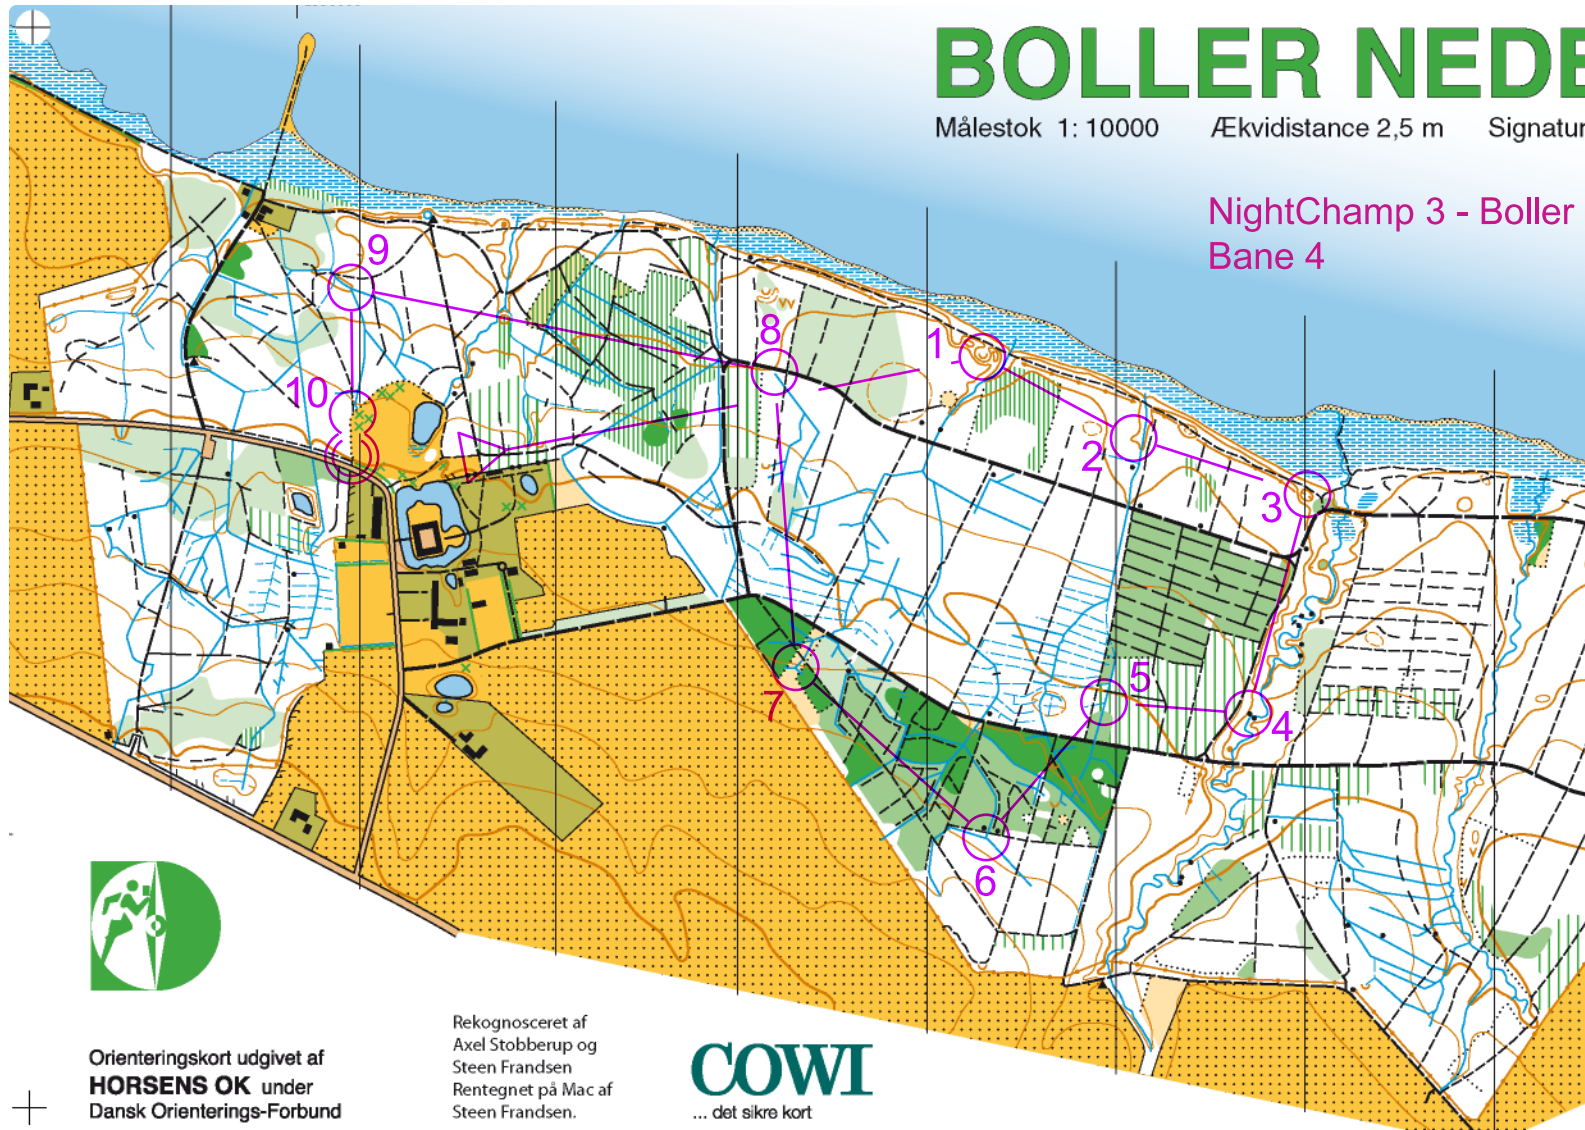 BOLLER NEDE
Målestok 1: 10000 Ækvidistance 2,5 m Signatur
NightChamp 3 - Boller
Bane 4
9
8
1
10
2
3
5
7
4
6
Orienteringskort udgivet af
HORSENS OK under
Dansk Orienterings-Forbund
Rekognosceret af
Axel Stobberup og
Steen Frandsen
Rentegnet på Mac af
Steen Frandsen.
COWI
... det sikre kort